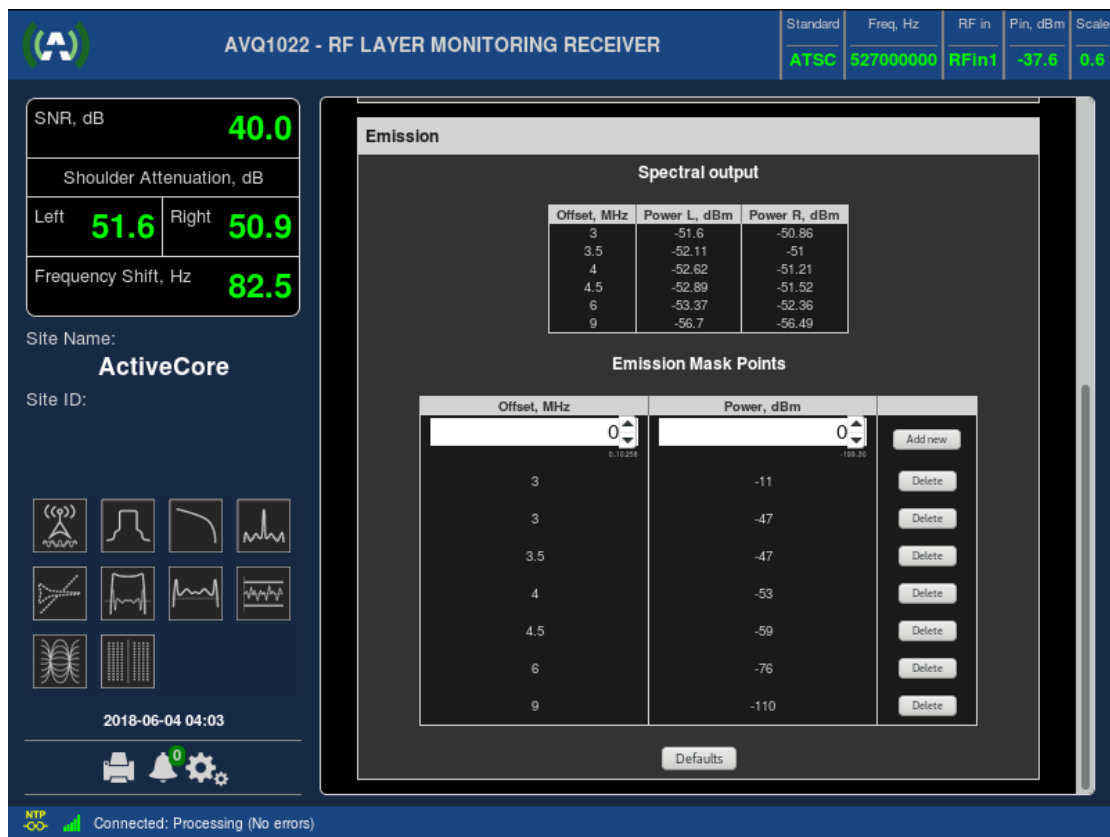 AVQ1022 - RF LAYER MONITORING RECEIVER
Standard Freq, Hz RF in Pin, dBm Scale
ATSC 527000000 RFin1 -37.6 0.6
SNR, dB 40.0
Shoulder Attenuation, dB
Left 51.6 Right 50.9
Frequency Shift, Hz 82.5
Site Name:
ActiveCore
Site ID:
2018-06-04 04:03
0
Emission
Spectral output
Offset, MHz Power L, dBm Power R, dBm
3 -51.6 -50.86
3.5 -52.11 -51
4 -52.62 -51.21
4.5 -52.89 -51.52
6 -53.37 -52.36
9 -56.7 -56.49
Emission Mask Points
Offset, MHz Power, dBm
0 0 Add new
0..10.258 -199..30
3 -11 Delete
3 -47 Delete
3.5 -47 Delete
4 -53 Delete
4.5 -59 Delete
6 -76 Delete
9 -110 Delete
Defaults
NTP Connected: Processing (No errors)